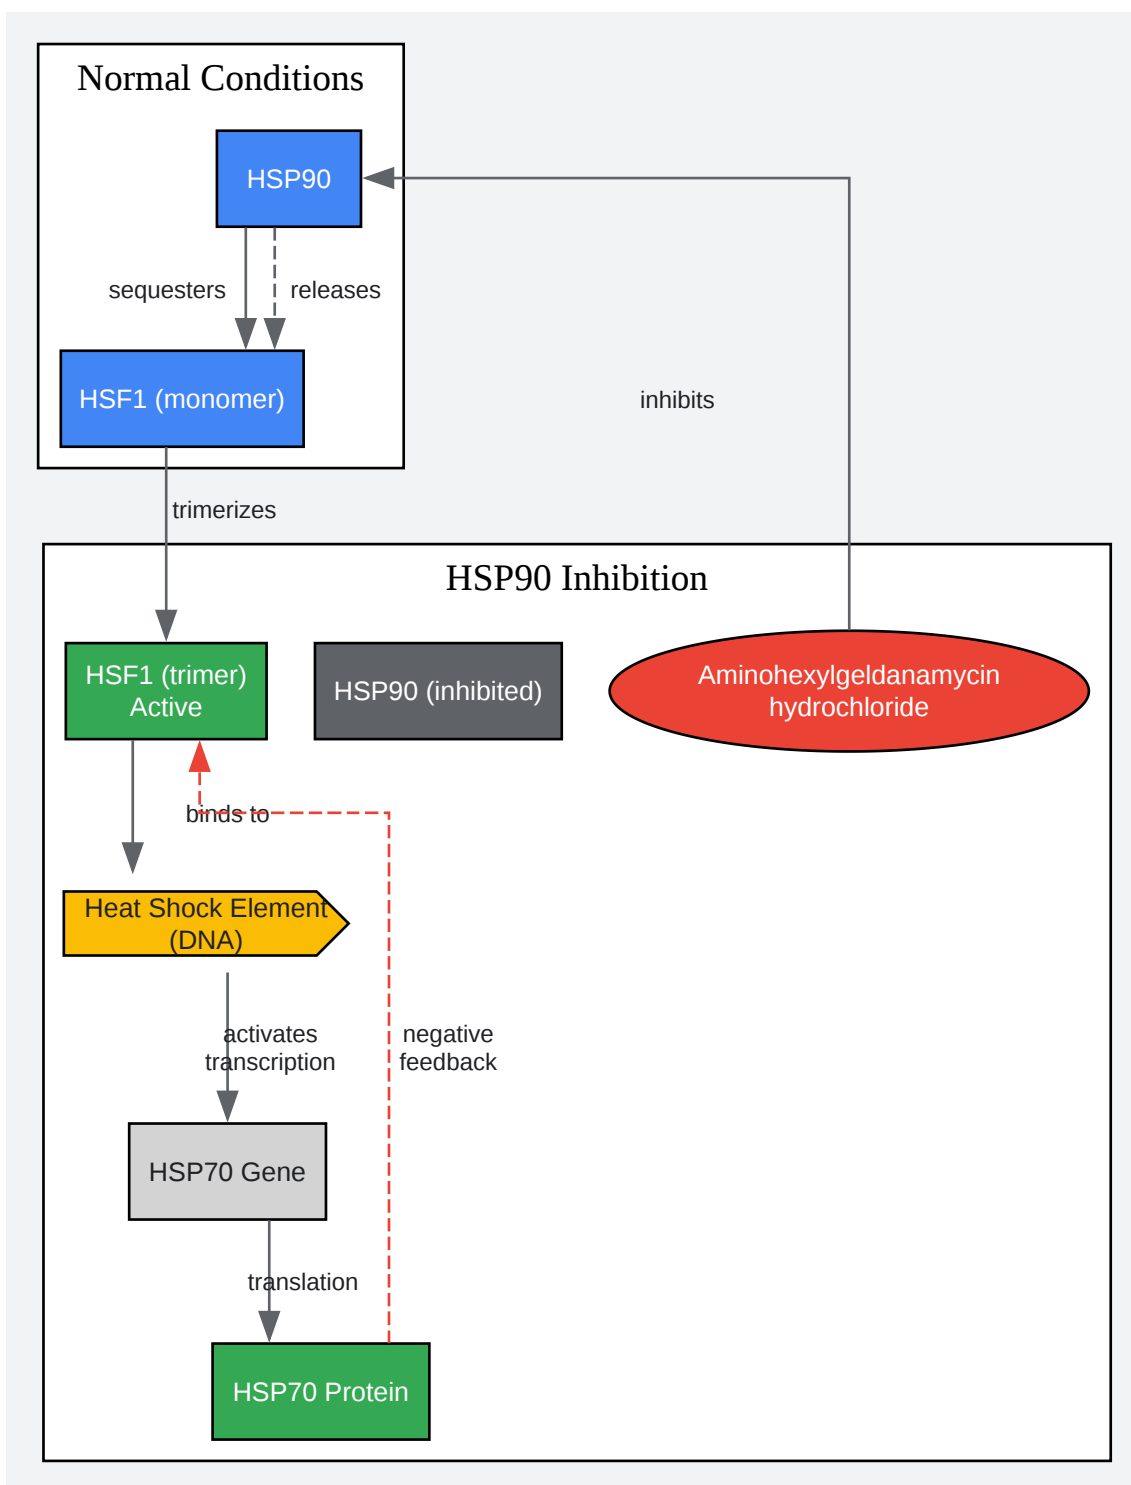 Normal Conditions
HSP90
sequesters
releases
HSF1 (monomer)
inhibits
trimerizes
HSP90 Inhibition
HSF1 (trimer)
Active
HSP90 (inhibited)
Aminohexylgeldanamycin
hydrochloride
binds to
Heat Shock Element
(DNA)
activates
transcription
negative
feedback
HSP70 Gene
translation
HSP70 Protein